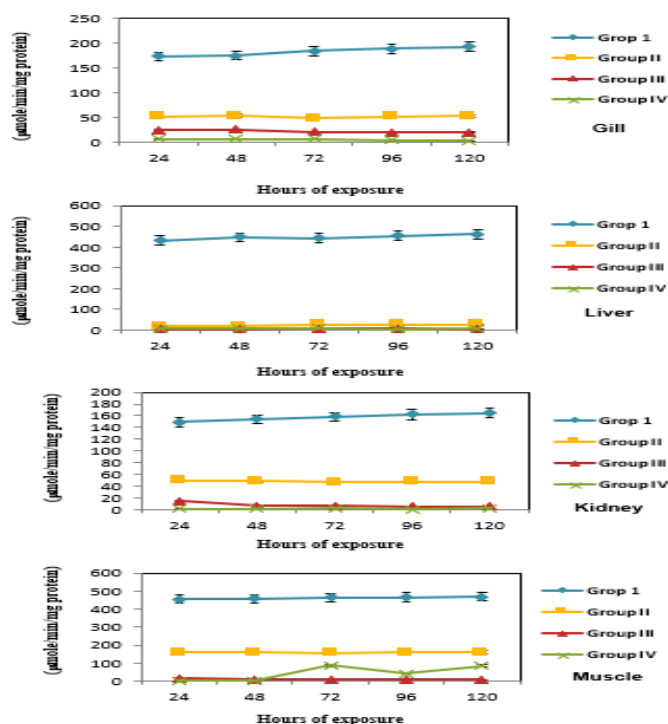 (µmole/min/mg protein)
250
200
150
100
50
0
24 48 72 96 120
Hours of exposure
Grop 1
Group II
Group III
Group IV
Gill
(µmole/min/mg protein)
600
500
400
300
200
100
0
24 48 72 96 120
Hours of exposure
Grop 1
Group II
Group III
Group IV
Liver
(µmole/min/mg protein)
200
180
160
140
120
100
80
60
40
20
0
24 48 72 96 120
Hours of exposure
Grop 1
Group II
Group III
Group IV
Kidney
(µmole/min/mg protein)
600
500
400
300
200
100
0
24 48 72 96 120
Hours of exposure
Grop 1
Group II
Group III
Group IV
Muscle